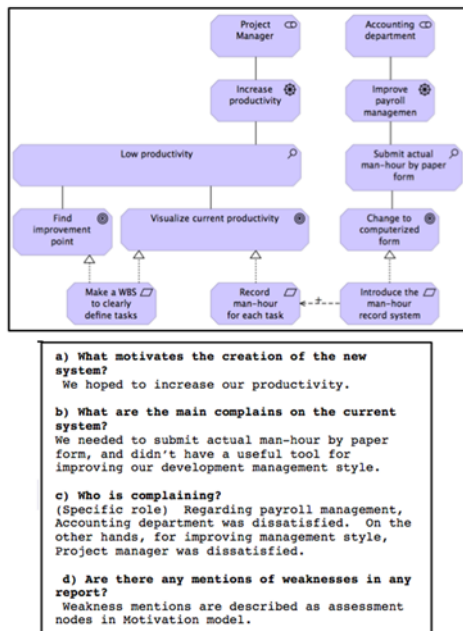 Project
Manager
Accounting
department
Increase
productivity
Improve
payroll
managemen
Low productivity
Submit actual
man-hour by paper
form
Find
improvement
point
Visualize current productivity
Change to
computerized
form
Make a WBS
to clearly
define tasks
Record
man-hour
for each task
+
Introduce the
man-hour
record system
a) What motivates the creation of the new
system?
We hoped to increase our productivity.
b) What are the main complains on the current
system?
We needed to submit actual man-hour by paper
form, and didn't have a useful tool for
improving our development management style.
c) Who is complaining?
(Specific role) Regarding payroll management,
Accounting department was dissatisfied. On the
other hands, for improving management style,
Project manager was dissatisfied.
d) Are there any mentions of weaknesses in any
report?
Weakness mentions are described as assessment
nodes in Motivation model.